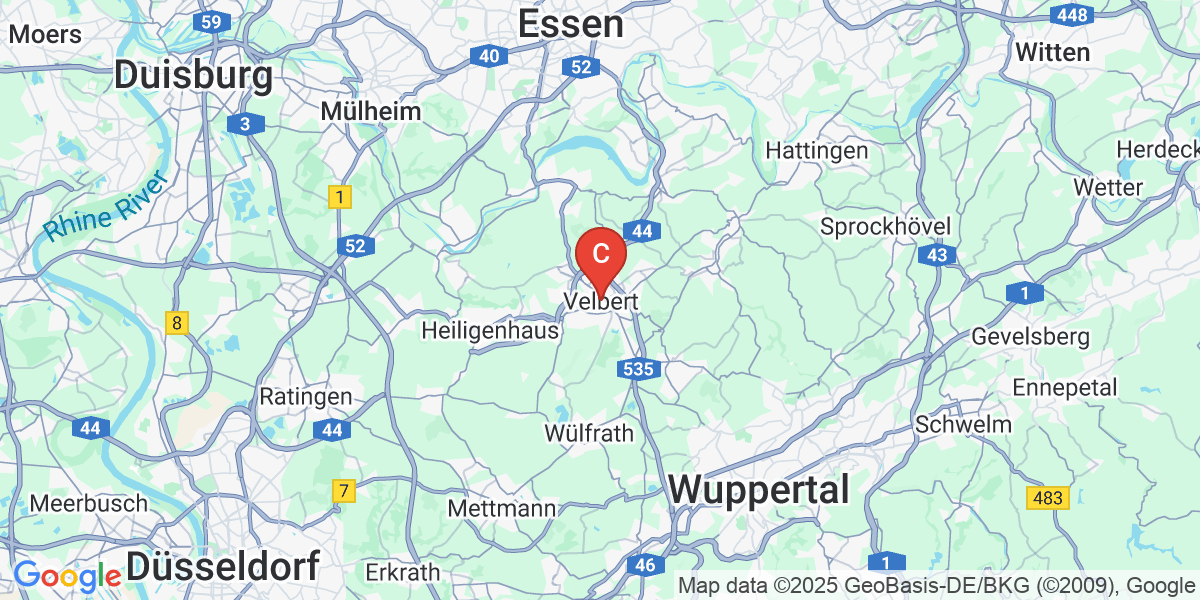 Essen
59
448
Moers
40
Witten
52
Duisburg
Mülheim
3
Hattingen
Herdeck
Wetter
1
Rhine River
Sprockhövel
44
52
43
C
1
Velbert
8
Heiligenhaus
Gevelsberg
535
Ennepetal
Ratingen
44
44
Schwelm
Wülfrath
Wuppertal
7
483
Meerbusch
Mettmann
Düsseldorf
1
46
Erkrath
Google
Map data ©2025 GeoBasis-DE/BKG (©2009), Google